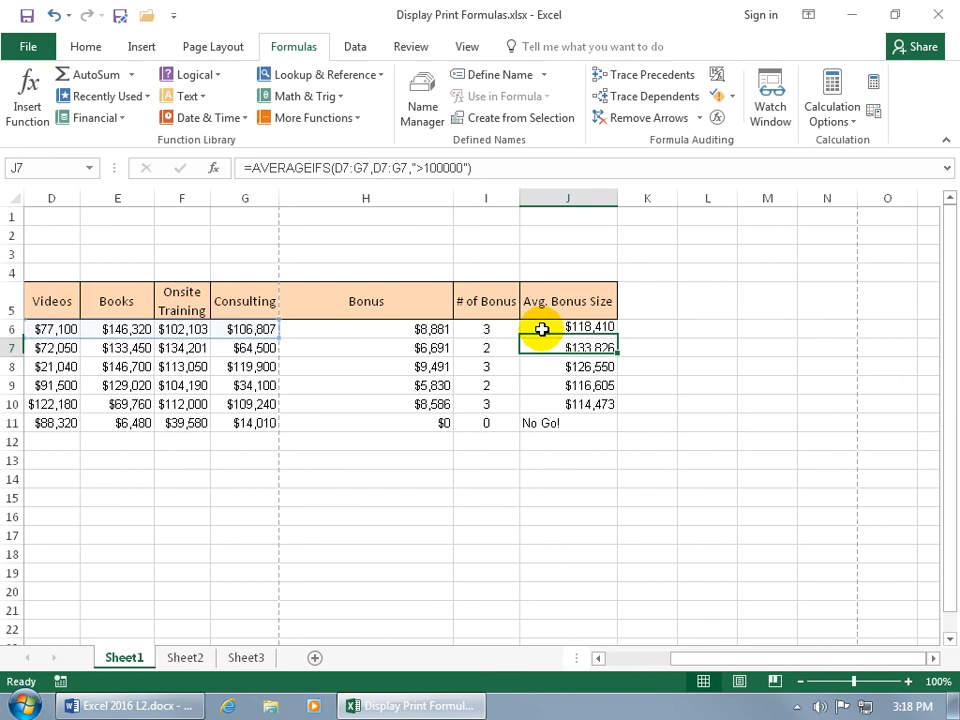 Display Print Formulas.xlsx - Excel
Sign in
File Home Insert Page Layout Formulas Data Review View Tell me what you want to do Share
Insert Function
AutoSum
Recently Used
Financial
Logical
Text
Date & Time
Lookup & Reference
Math & Trig
More Functions
Function Library
Name Manager
Define Name
Use in Formula
Create from Selection
Defined Names
Trace Precedents
Trace Dependents
Remove Arrows
Formula Auditing
Watch Window
Calculation Options
Calculation
J7 fx =AVERAGEIFS(D7:G7,D7:G7,">100000")
D E F G H I J K L M N O
1
2
3
4
5 Videos Books Onsite Training Consulting Bonus # of Bonus Avg. Bonus Size
6 $77,100 $146,320 $102,103 $106,807 $8,881 3 $118,410
7 $72,050 $133,450 $134,201 $64,500 $6,691 2 $133,826
8 $21,040 $146,700 $113,050 $119,900 $9,491 3 $126,550
9 $91,500 $129,020 $104,190 $34,100 $5,830 2 $116,605
10 $122,180 $69,760 $112,000 $109,240 $8,586 3 $114,473
11 $88,320 $6,480 $39,580 $14,010 $0 0 No Go!
12
13
14
15
16
17
18
19
20
21
22
Sheet1 Sheet2 Sheet3
Ready 100%
Excel 2016 L2.docx - ... Display Print Formul... 3:18 PM